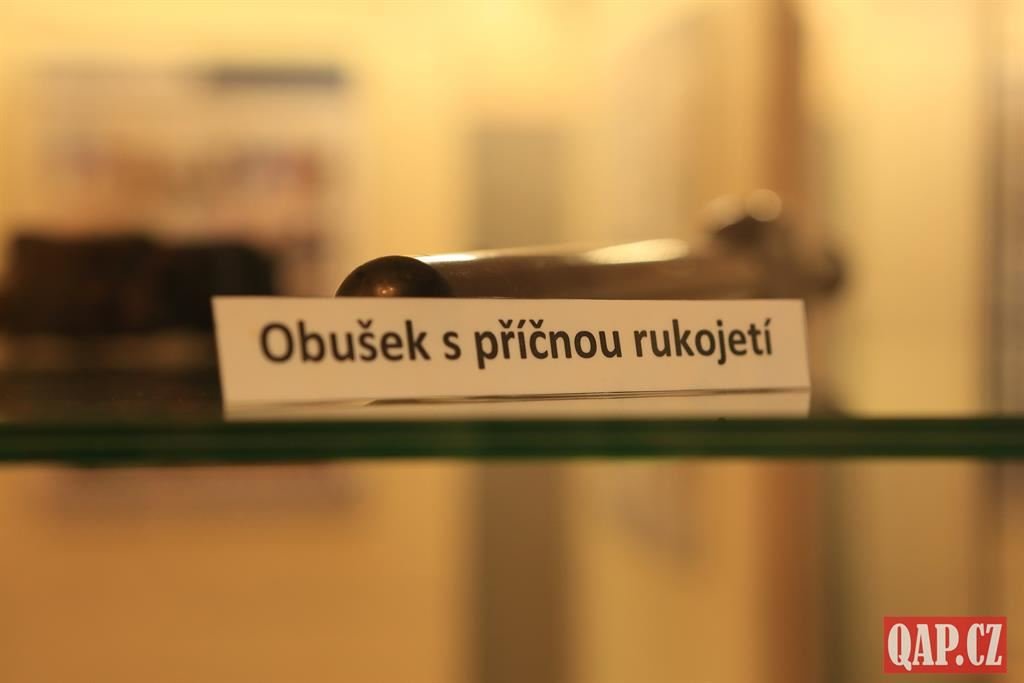 Obušek s příčnou rukojetí
QAP.CZ